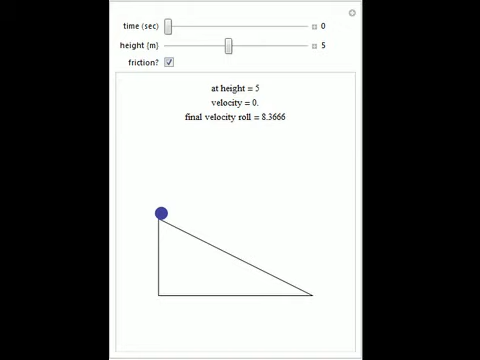 time (sec) 0
height (m) 5
friction?
at height = 5
velocity = 0.
final velocity roll = 8.3666